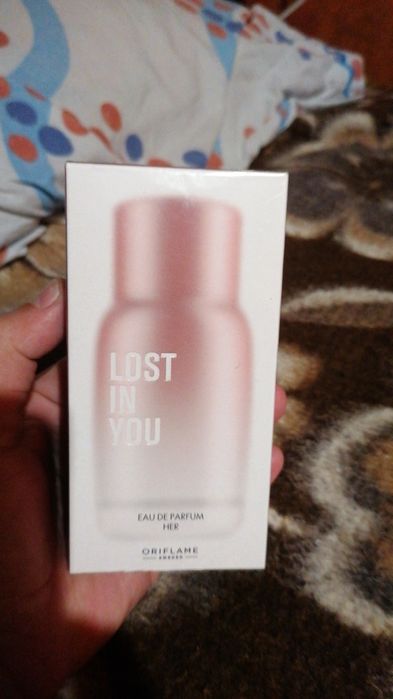 LOST
IN
YOU
EAU DE PARFUM
HER
ORIFLAME
SWEDEN